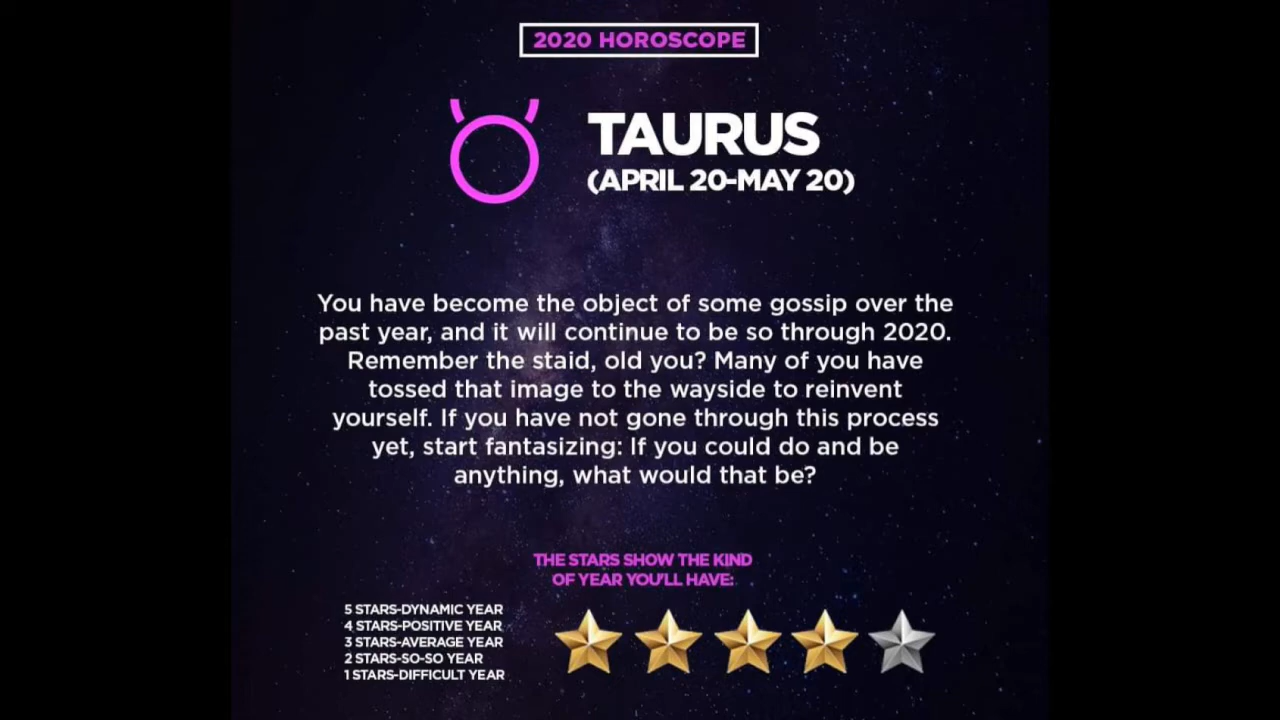 2020 HOROSCOPE
TAURUS
(APRIL 20-MAY 20)
You have become the object of some gossip over the
past year, and it will continue to be so through 2020.
Remember the staid, old you? Many of you have
tossed that image to the wayside to reinvent
yourself. If you have not gone through this process
yet, start fantasizing: If you could do and be
anything, what would that be?
THE STARS SHOW THE KIND
OF YEAR YOU'LL HAVE:
5 STARS-DYNAMIC YEAR
4 STARS-POSITIVE YEAR
3 STARS-AVERAGE YEAR
2 STARS-SO-SO YEAR
1 STARS-DIFFICULT YEAR